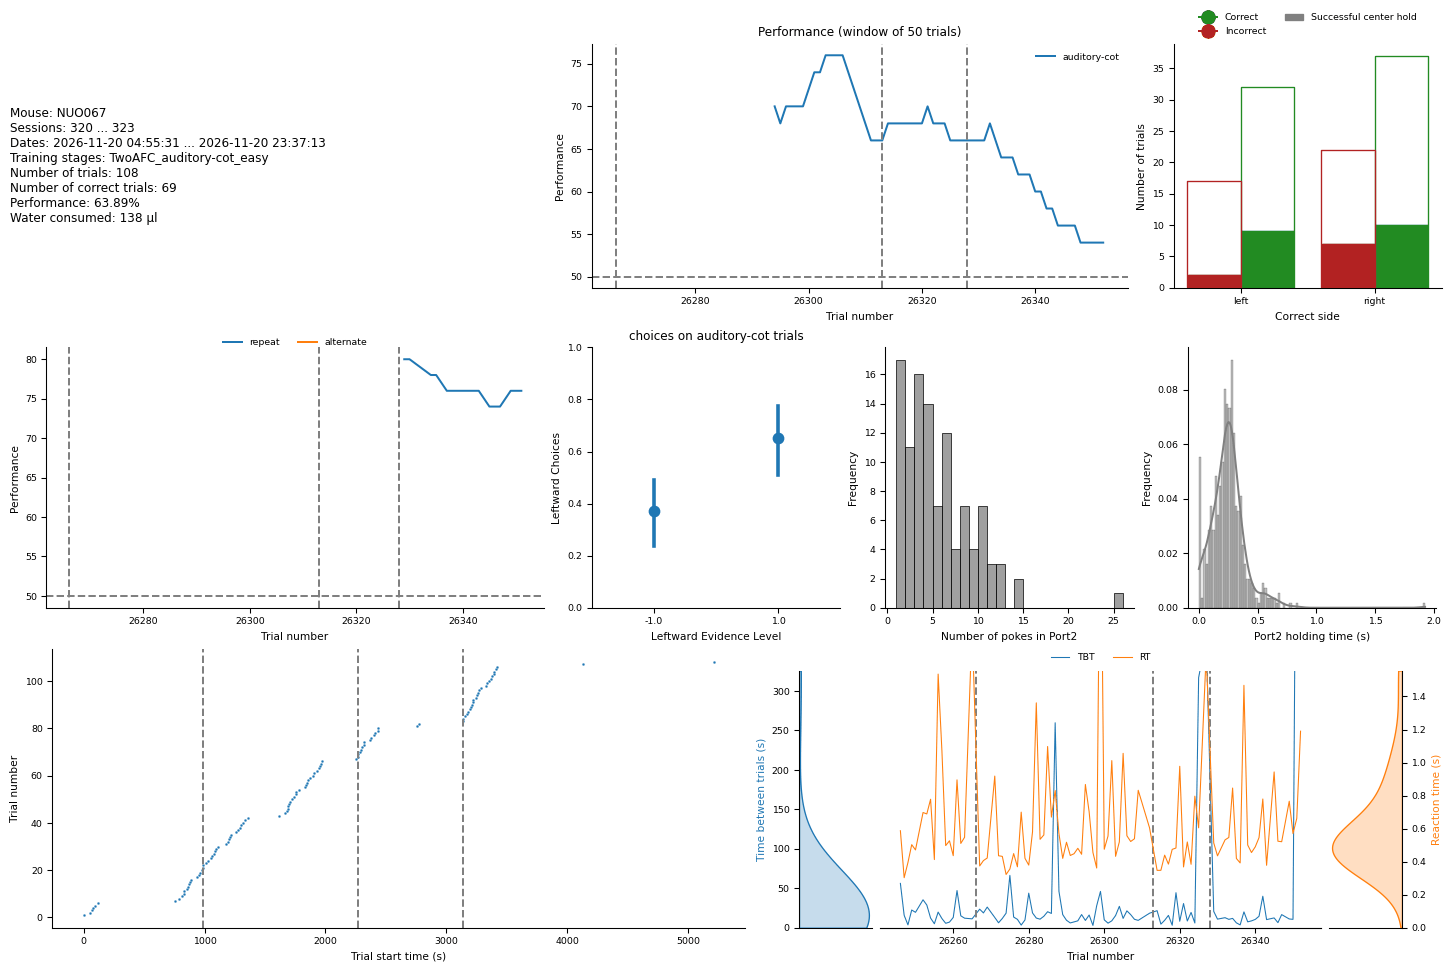 Mouse: NUO067
Sessions: 320 ... 323
Dates: 2026-11-20 04:55:31 ... 2026-11-20 23:37:13
Training stages: TwoAFC_auditory-cot_easy
Number of trials: 108
Number of correct trials: 69
Performance: 63.89%
Water consumed: 138 µl
Performance (window of 50 trials)
auditory-cot
Performance
75
70
65
60
55
50
26280
26300
26320
26340
Trial number
Correct
Incorrect
Successful center hold
Number of trials
35
30
25
20
15
10
5
0
left
right
Correct side
repeat
alternate
Performance
80
75
70
65
60
55
50
26280
26300
26320
26340
Trial number
choices on auditory-cot trials
Leftward Choices
1.0
0.8
0.6
0.4
0.2
0.0
-1.0
1.0
Leftward Evidence Level
Frequency
16
14
12
10
8
6
4
2
0
0
5
10
15
20
25
Number of pokes in Port2
Frequency
0.08
0.06
0.04
0.02
0.00
0.0
0.5
1.0
1.5
2.0
Port2 holding time (s)
Trial number
100
80
60
40
20
0
0
1000
2000
3000
4000
5000
Trial start time (s)
TBT
RT
Time between trials (s)
300
250
200
150
100
50
0
26260
26280
26300
26320
26340
Trial number
1.4
1.2
1.0
0.8
0.6
0.4
0.2
0.0
Reaction time (s)